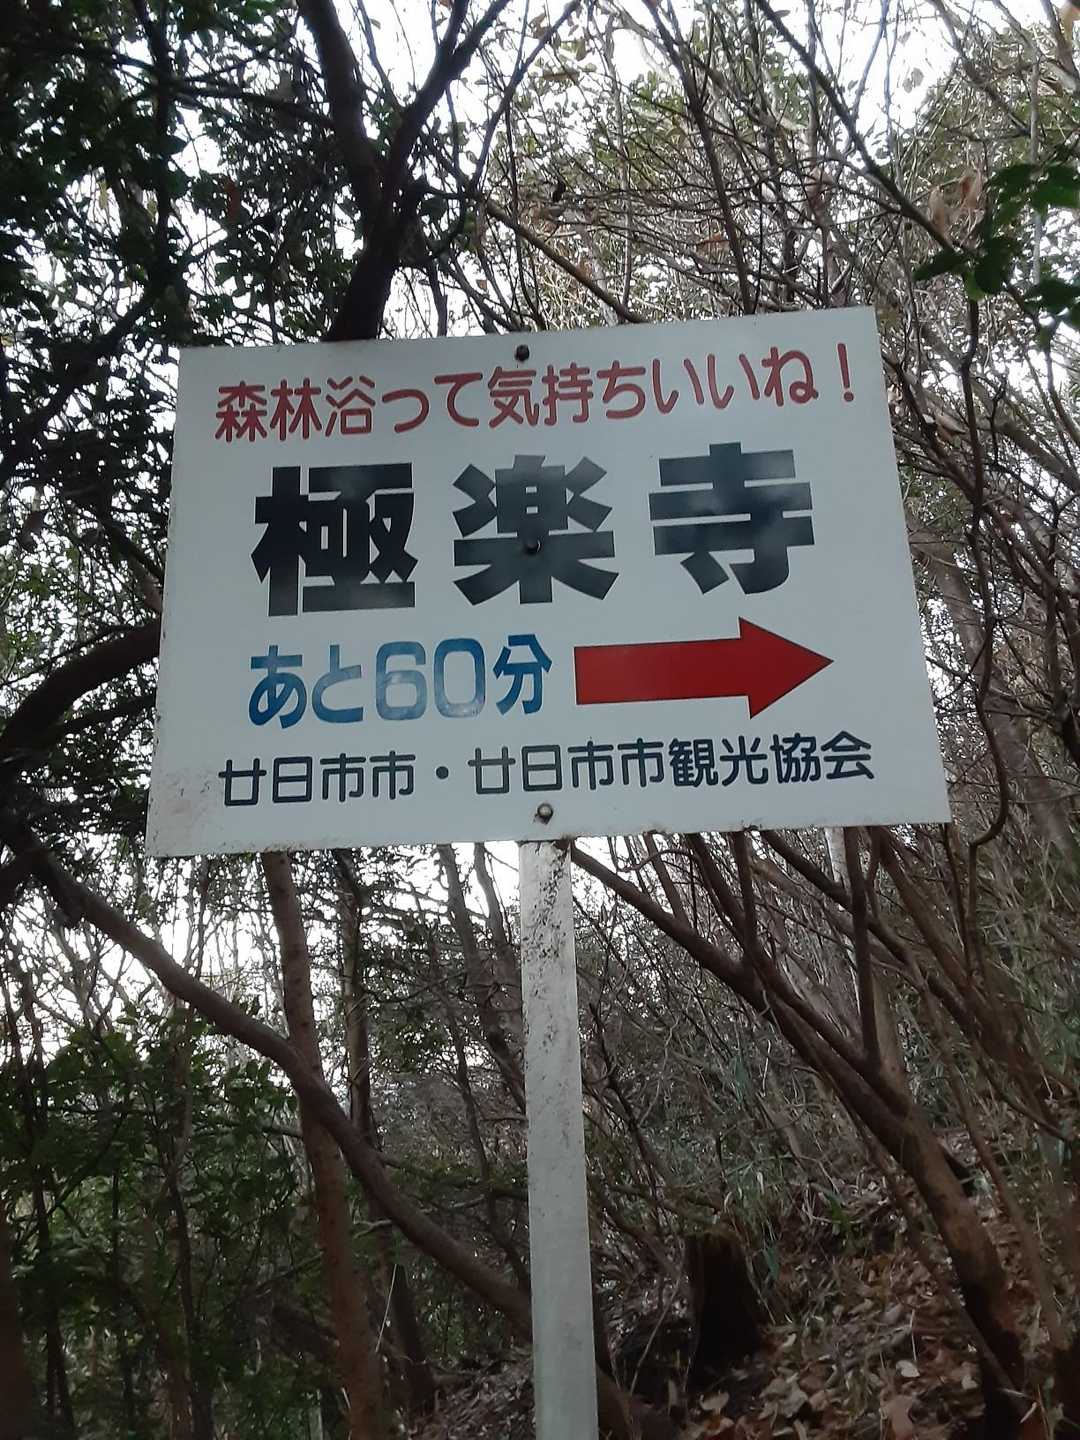 森林浴って気持ちいいね！
極楽寺
あと60分
廿日市市・廿日市市観光協会